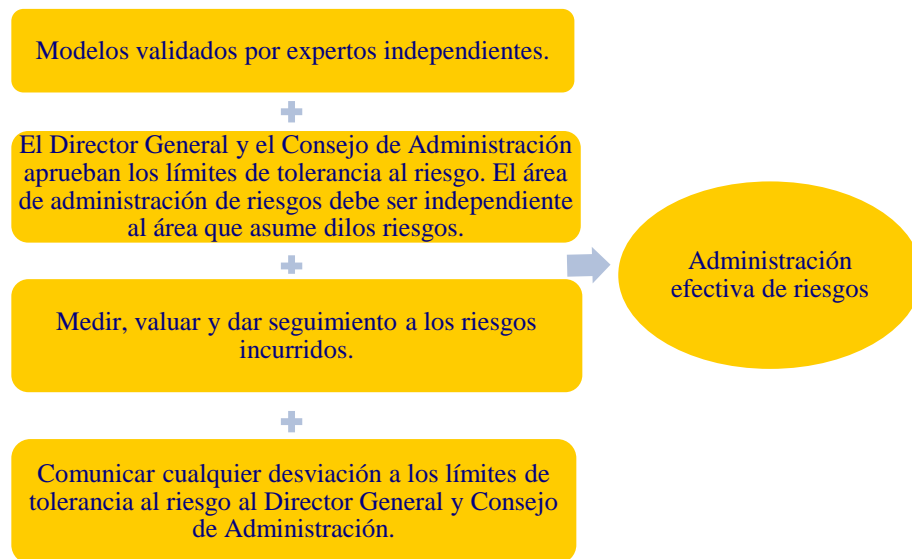 Modelos validados por expertos independientes.
El Director General y el Consejo de Administración
aprueban los límites de tolerancia al riesgo. El área
de administración de riesgos debe ser independiente
al área que asume dilos riesgos.
Medir, valuar y dar seguimiento a los riesgos
incurridos.
Comunicar cualquier desviación a los límites de
tolerancia al riesgo al Director General y Consejo
de Administración.
Administración
efectiva de riesgos